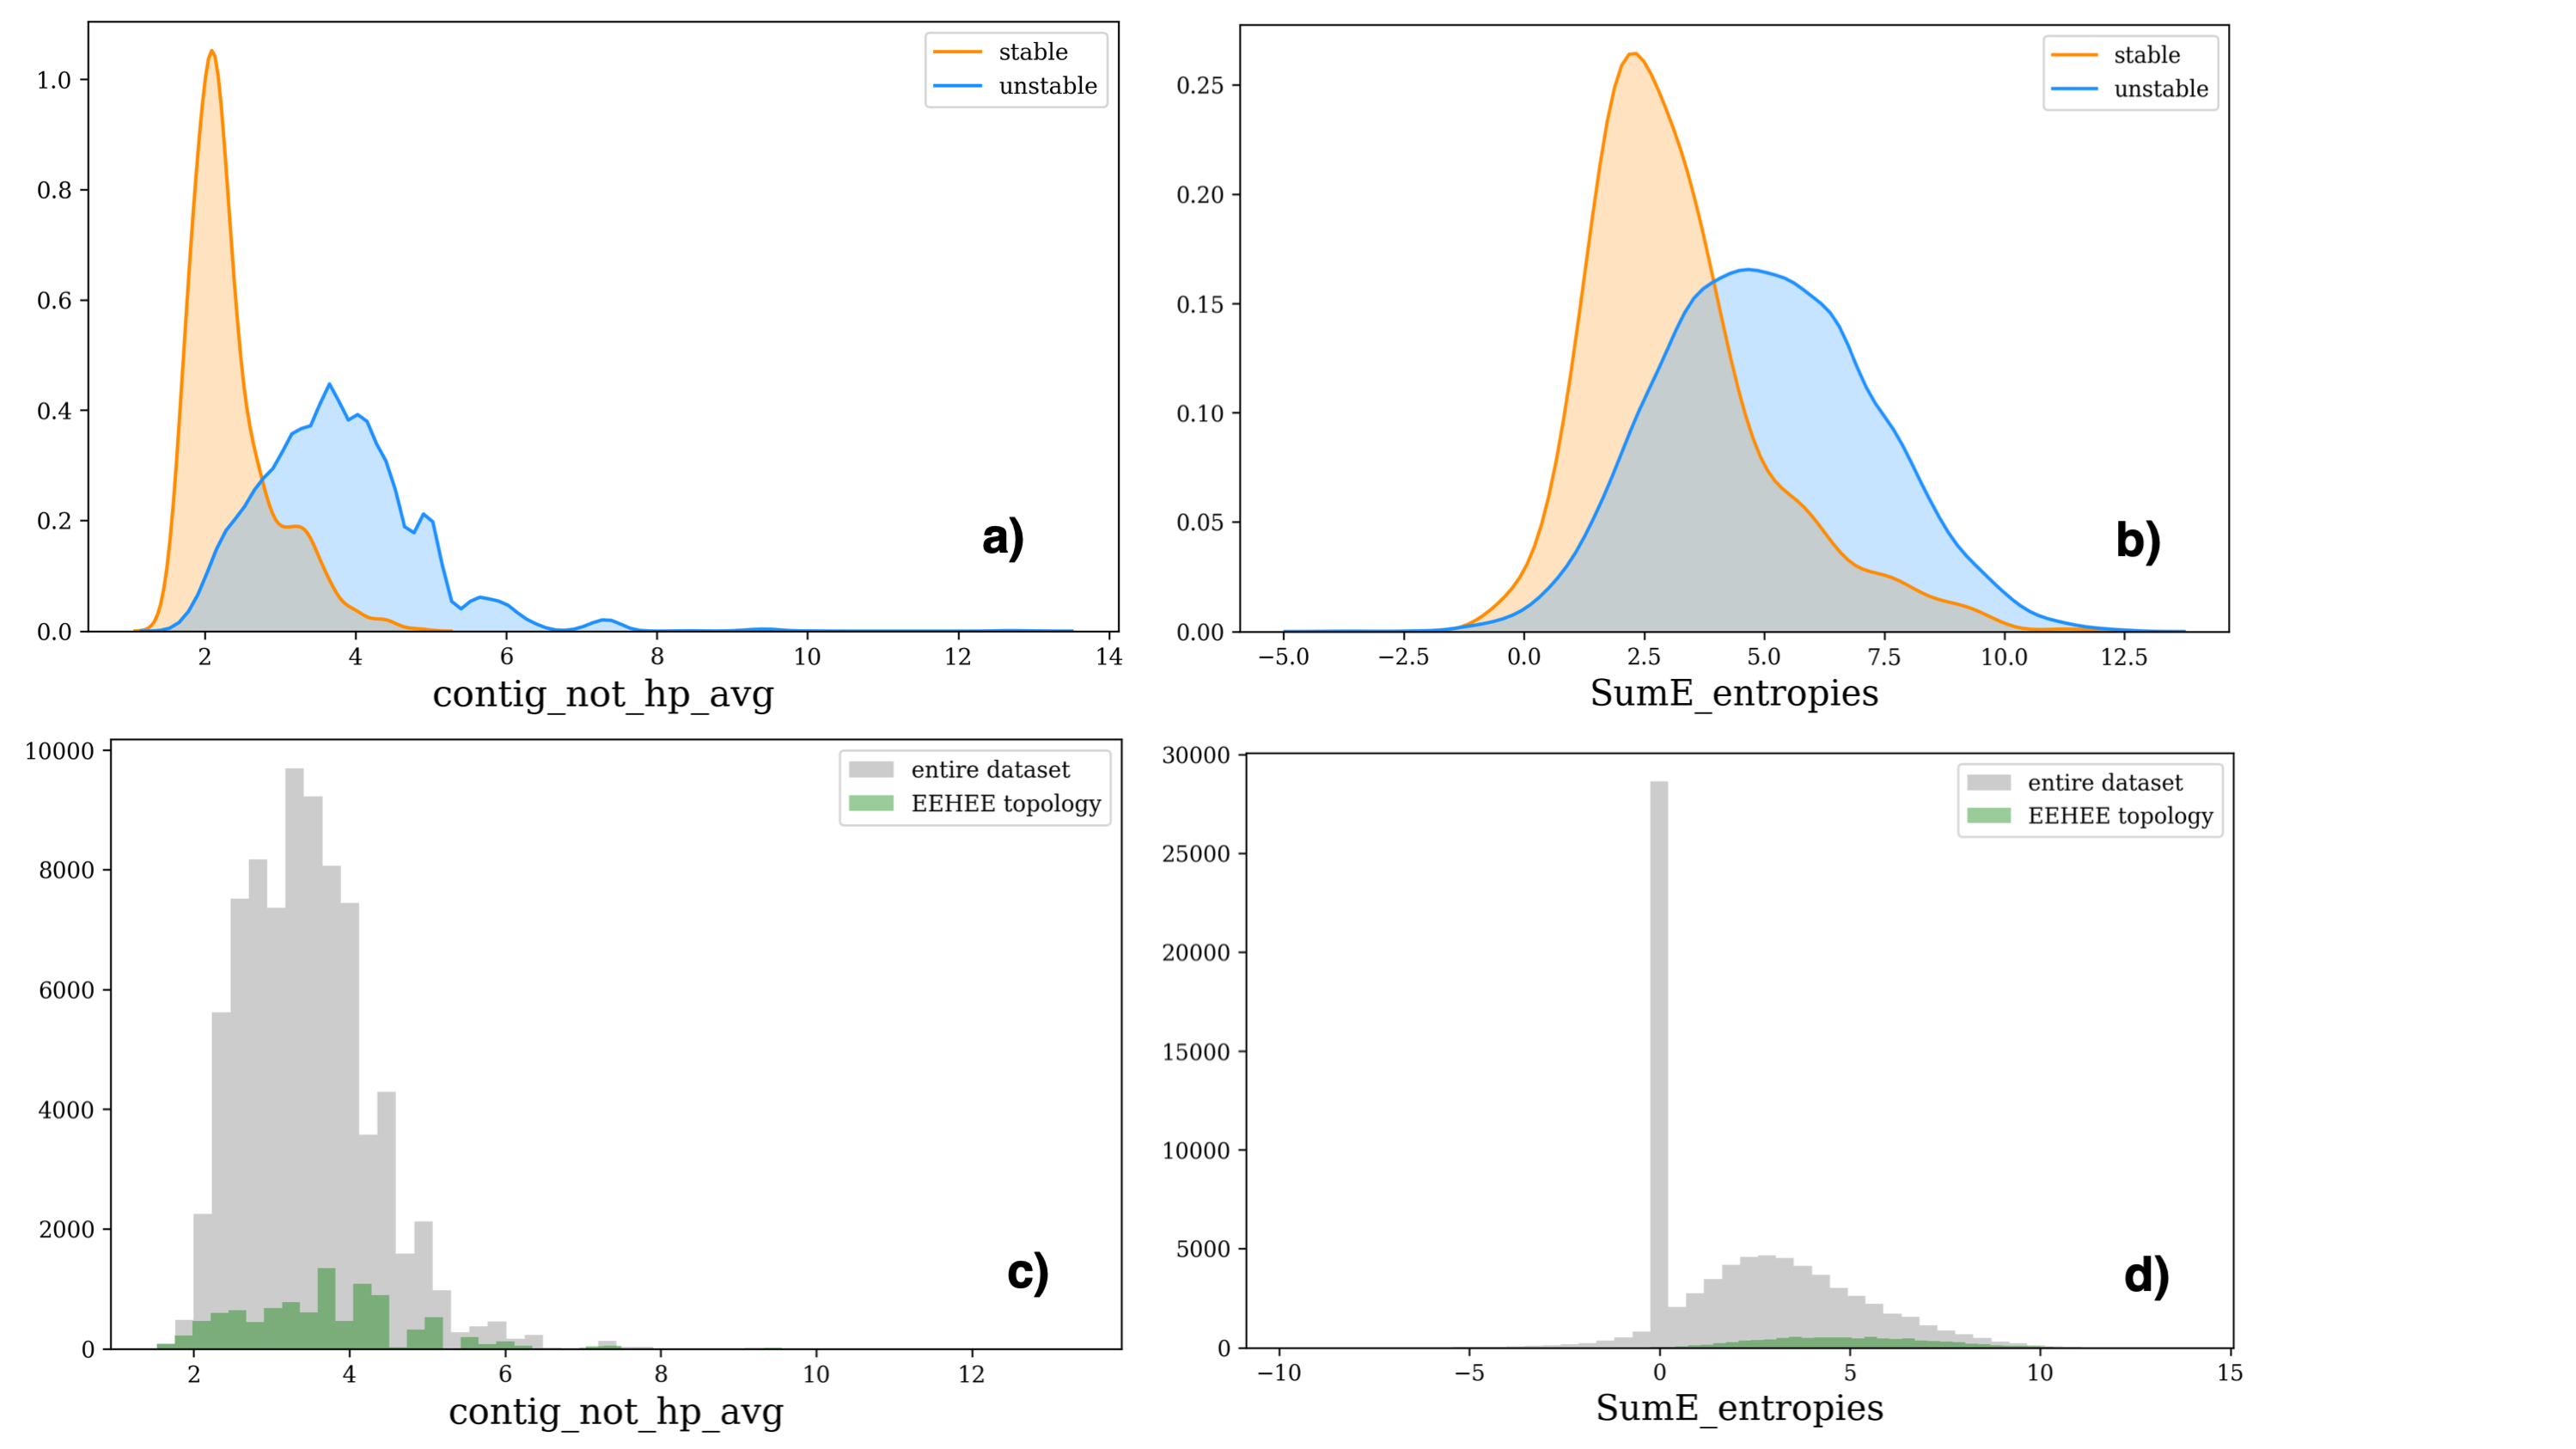 stable
unstable
1.0
0.8
0.6
0.4
0.2
0.0
a)
2 4 6 8 10 12 14
contig_not_hp_avg
stable
unstable
0.25
0.20
0.15
0.10
0.05
0.00
b)
−5.0 −2.5 0.0 2.5 5.0 7.5 10.0 12.5
SumE_entropies
entire dataset
EEHEE topology
10000
8000
6000
4000
2000
0
c)
2 4 6 8 10 12
contig_not_hp_avg
entire dataset
EEHEE topology
30000
25000
20000
15000
10000
5000
0
d)
−10 −5 0 5 10 15
SumE_entropies